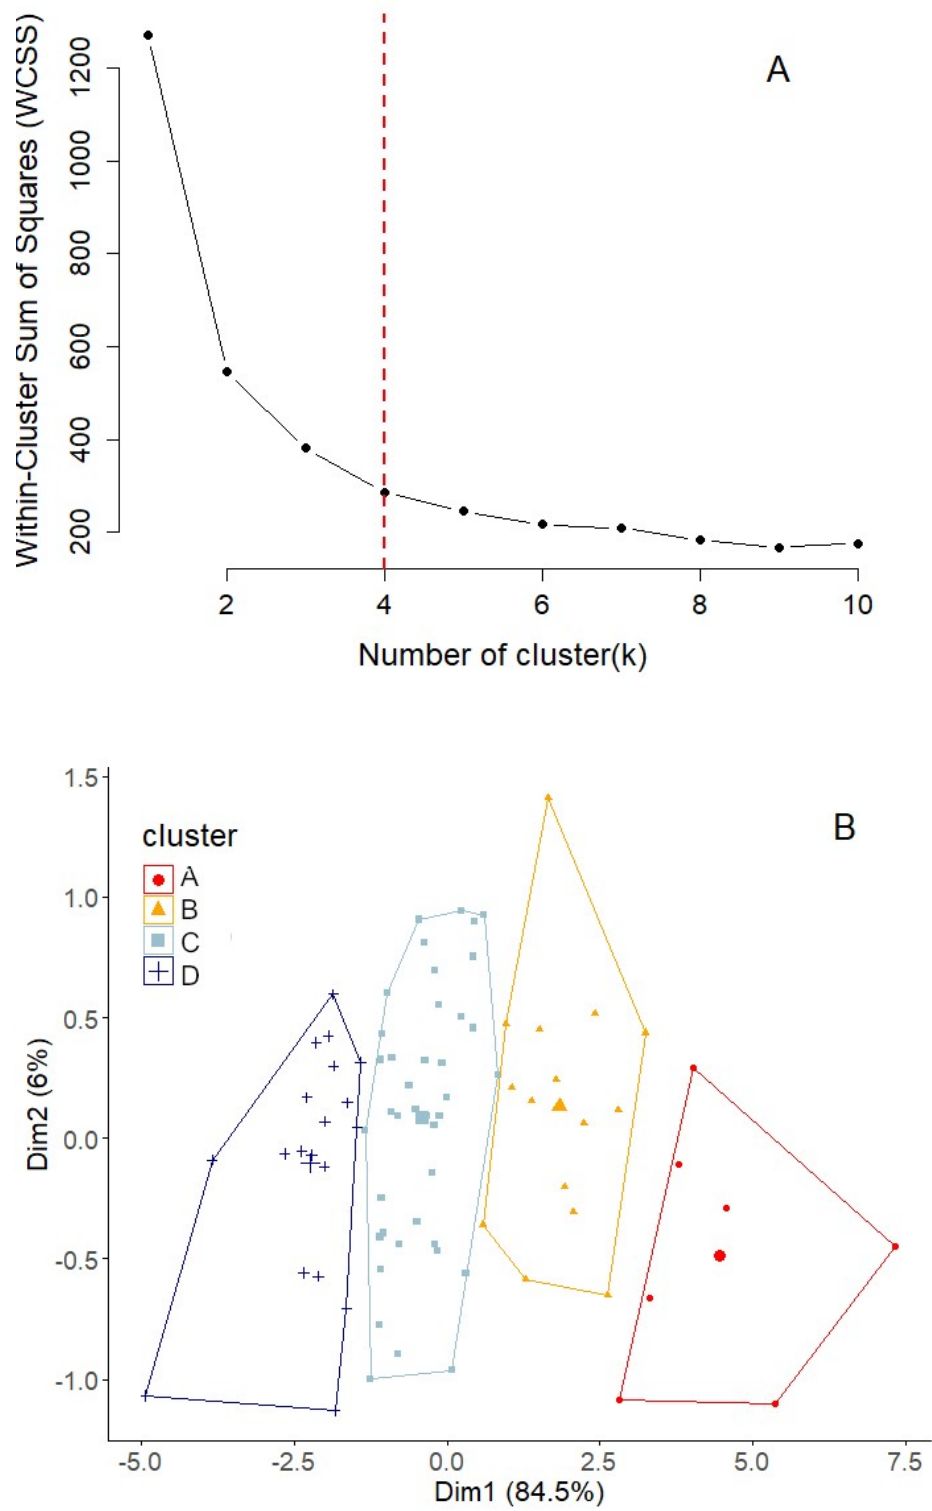 Within-Cluster Sum of Squares (WCSS)
1200
1000
800
600
400
200
A
2
4
6
8
10
Number of cluster(k)
Dim2 (6%)
1.5
1.0
0.5
0.0
-0.5
-1.0
cluster
A
B
C
D
B
-5.0
-2.5
0.0
2.5
5.0
7.5
Dim1 (84.5%)